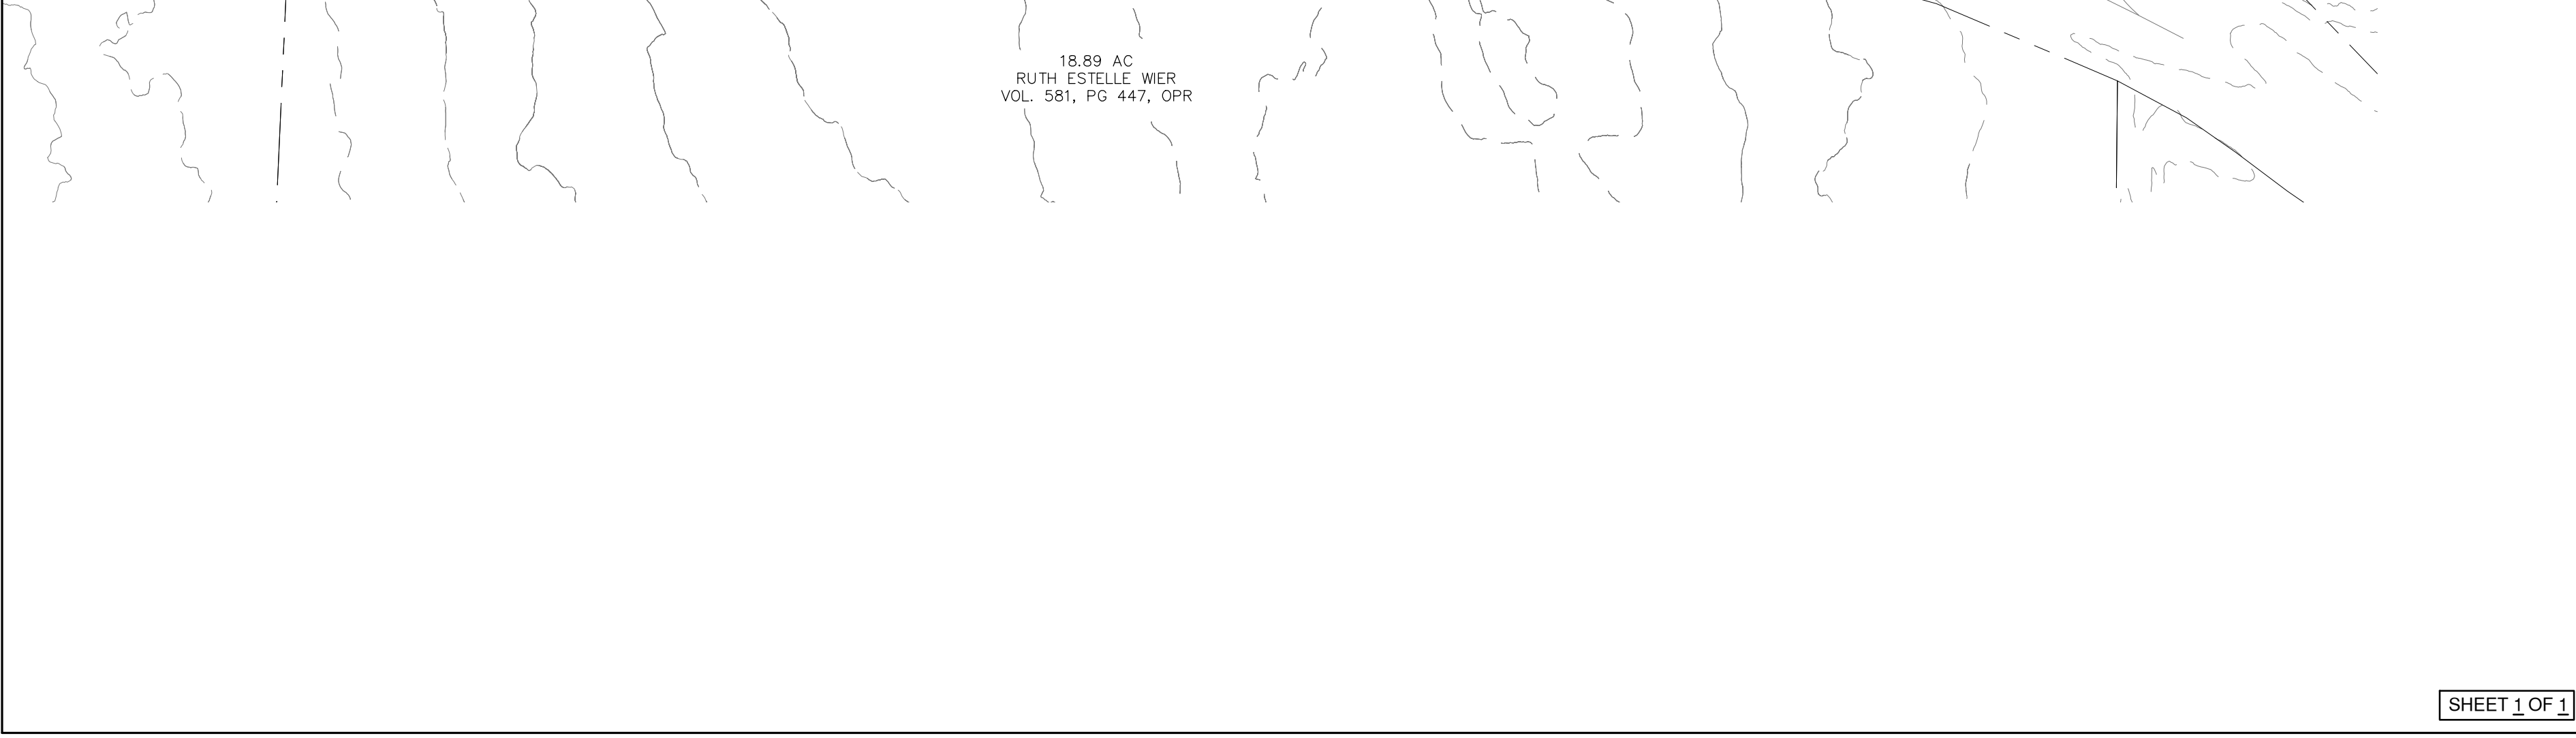 18.89 AC
RUTH ESTELLE WIER
VOL. 581, PG 447, OPR
SHEET 1 OF 1